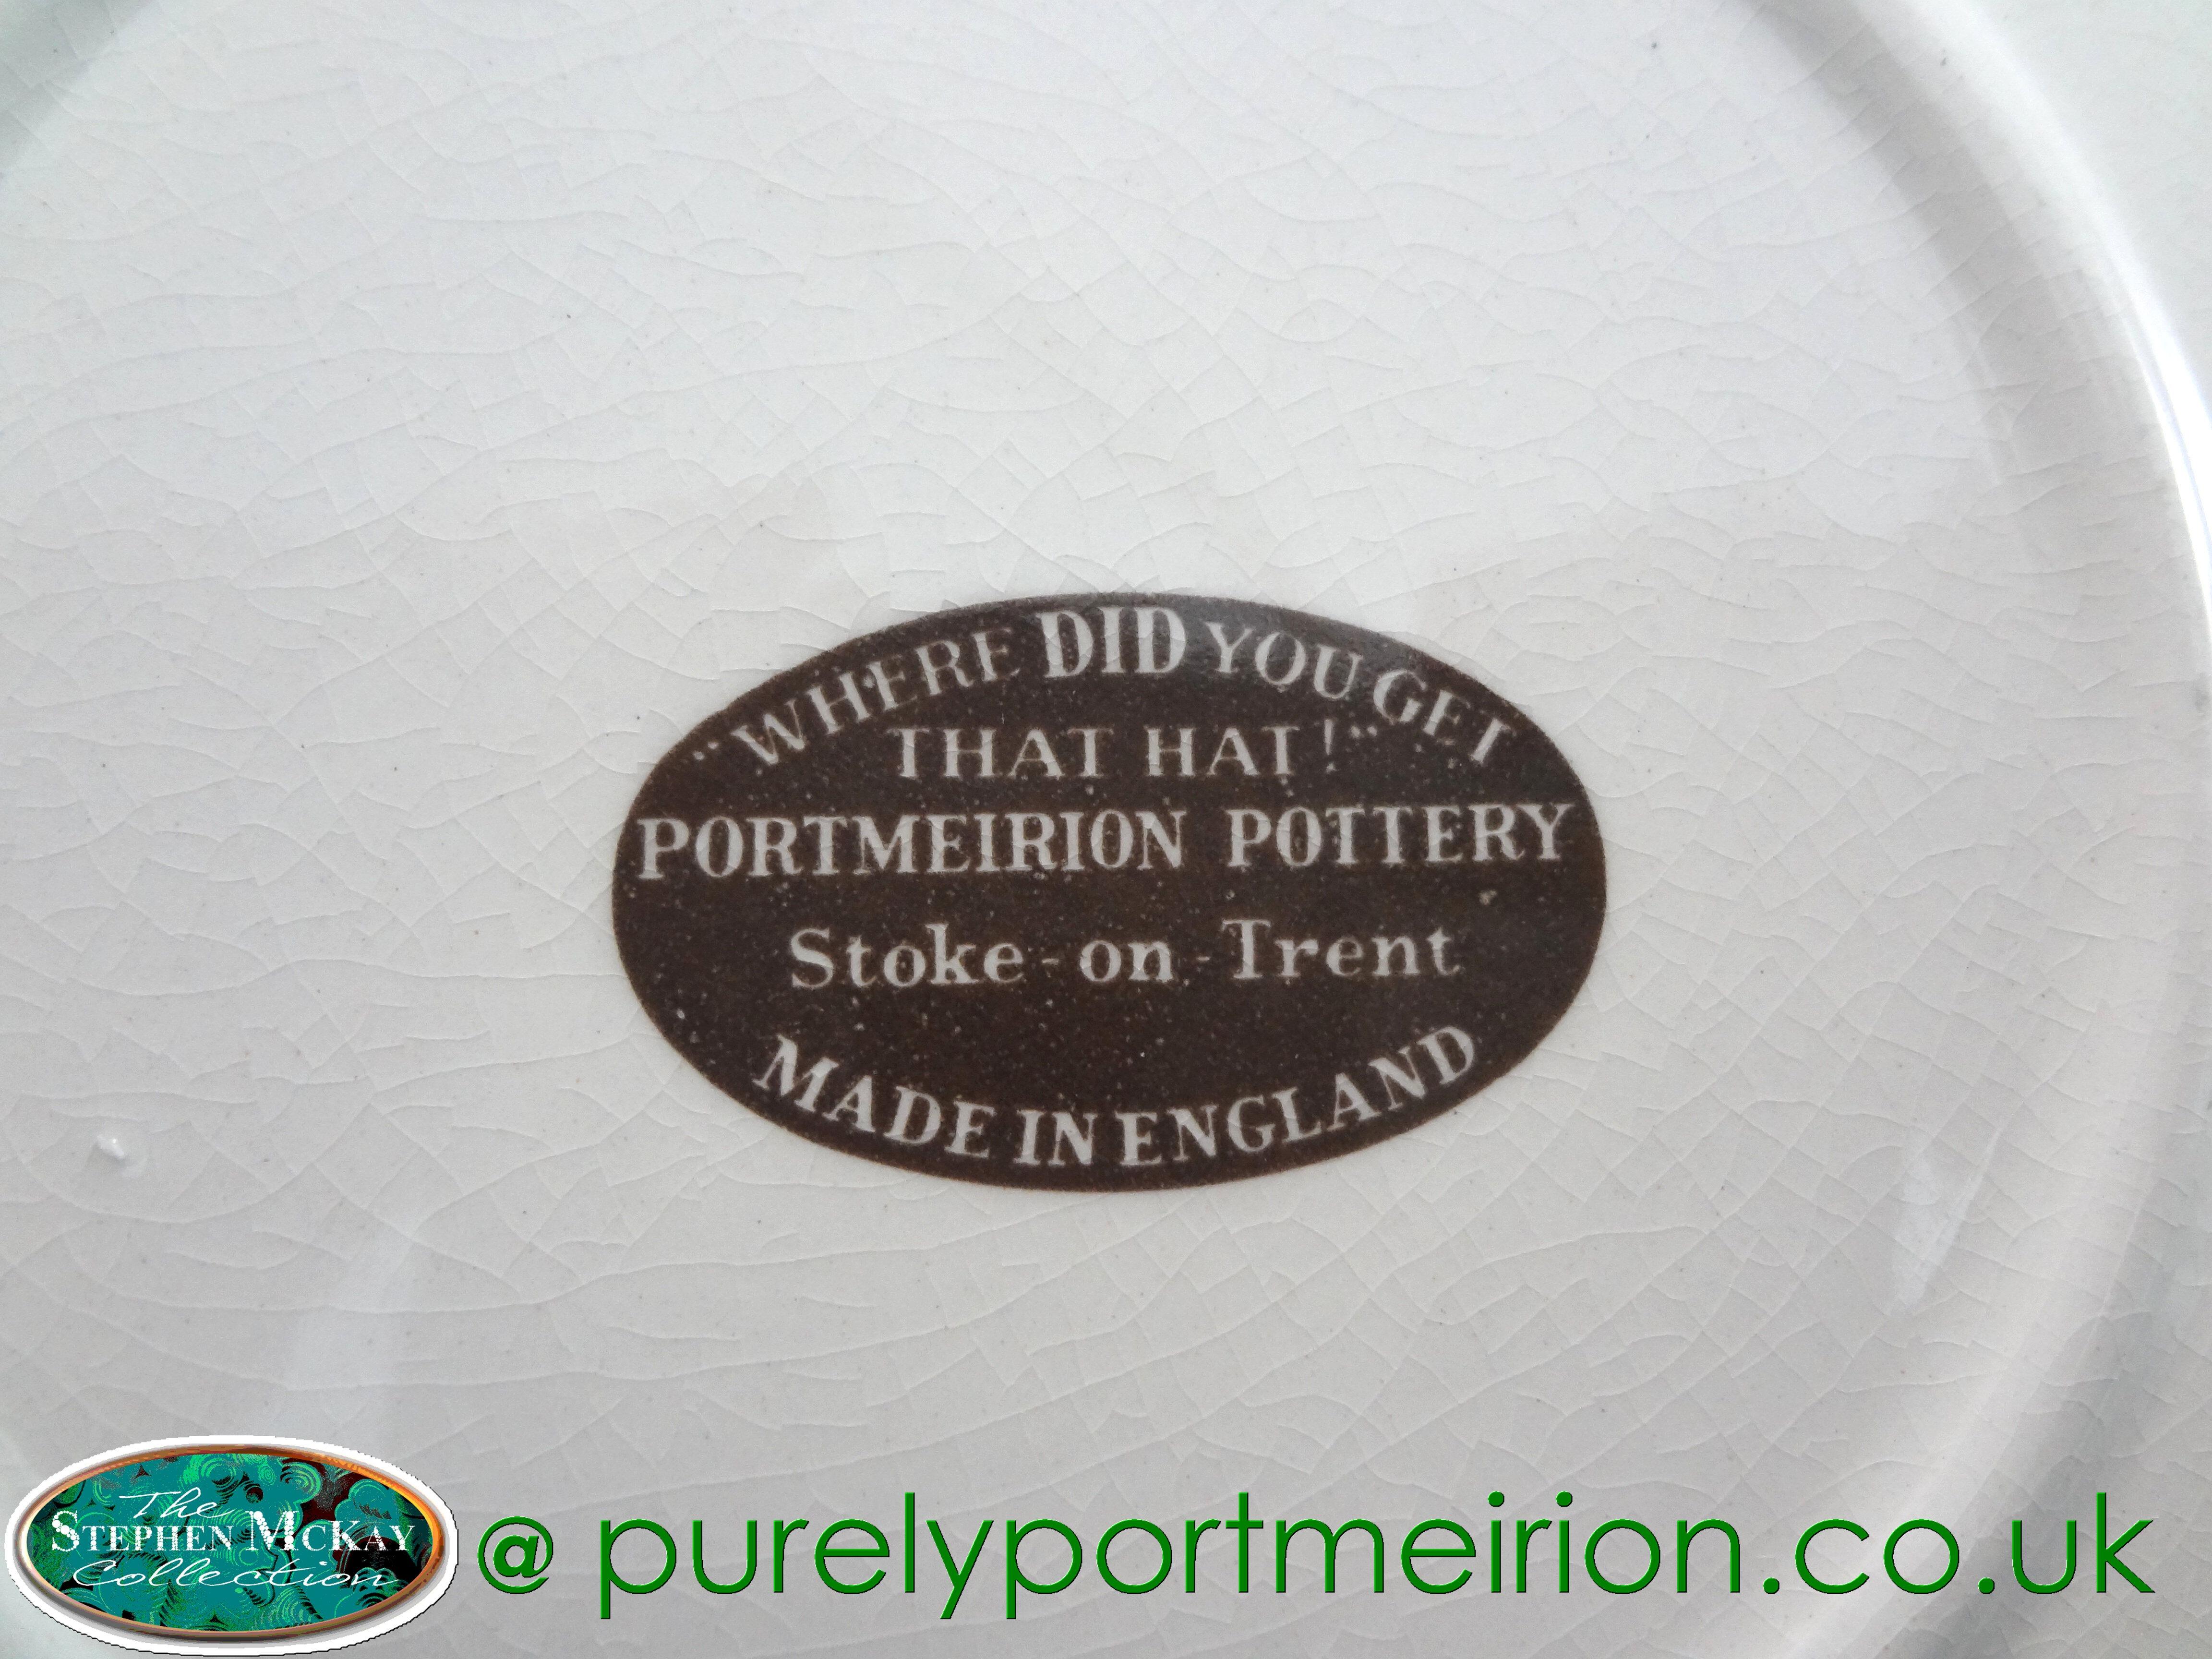 "WHERE DID YOU GET
THAT HAT!"
PORTMEIRION POTTERY
Stoke-on-Trent
MADE IN ENGLAND
The
STEPHEN MCKAY
Collection
@ purelyportmeirion.co.uk